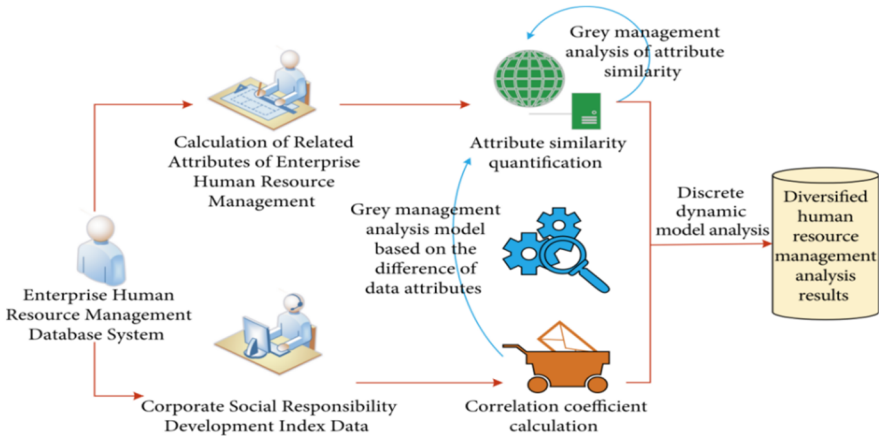 Grey management
analysis of attribute
similarity
Calculation of Related
Attributes of Enterprise
Human Resource
Management
Attribute similarity
quantification
Grey management
analysis model
based on the
difference of
data attributes
Discrete
dynamic
model analysis
Diversified
human
resource
management
analysis
results
Enterprise Human
Resource Management
Database System
Corporate Social Responsibility
Development Index Data
Correlation coefficient
calculation